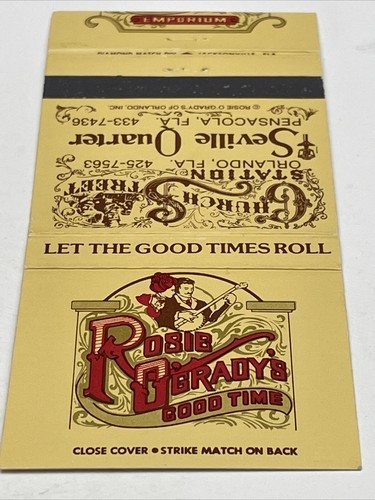 EMPORIUM
© ROSIE O'GRADY'S OF ORLANDO, INC.
PENSACOLA, FLA. 433-7436
Seville Quarter
ORLANDO, FLA. 425-7583
STATION
CHURCH STREET
LET THE GOOD TIMES ROLL
ROSIE
O'GRADY'S
GOOD TIME
CLOSE COVER • STRIKE MATCH ON BACK